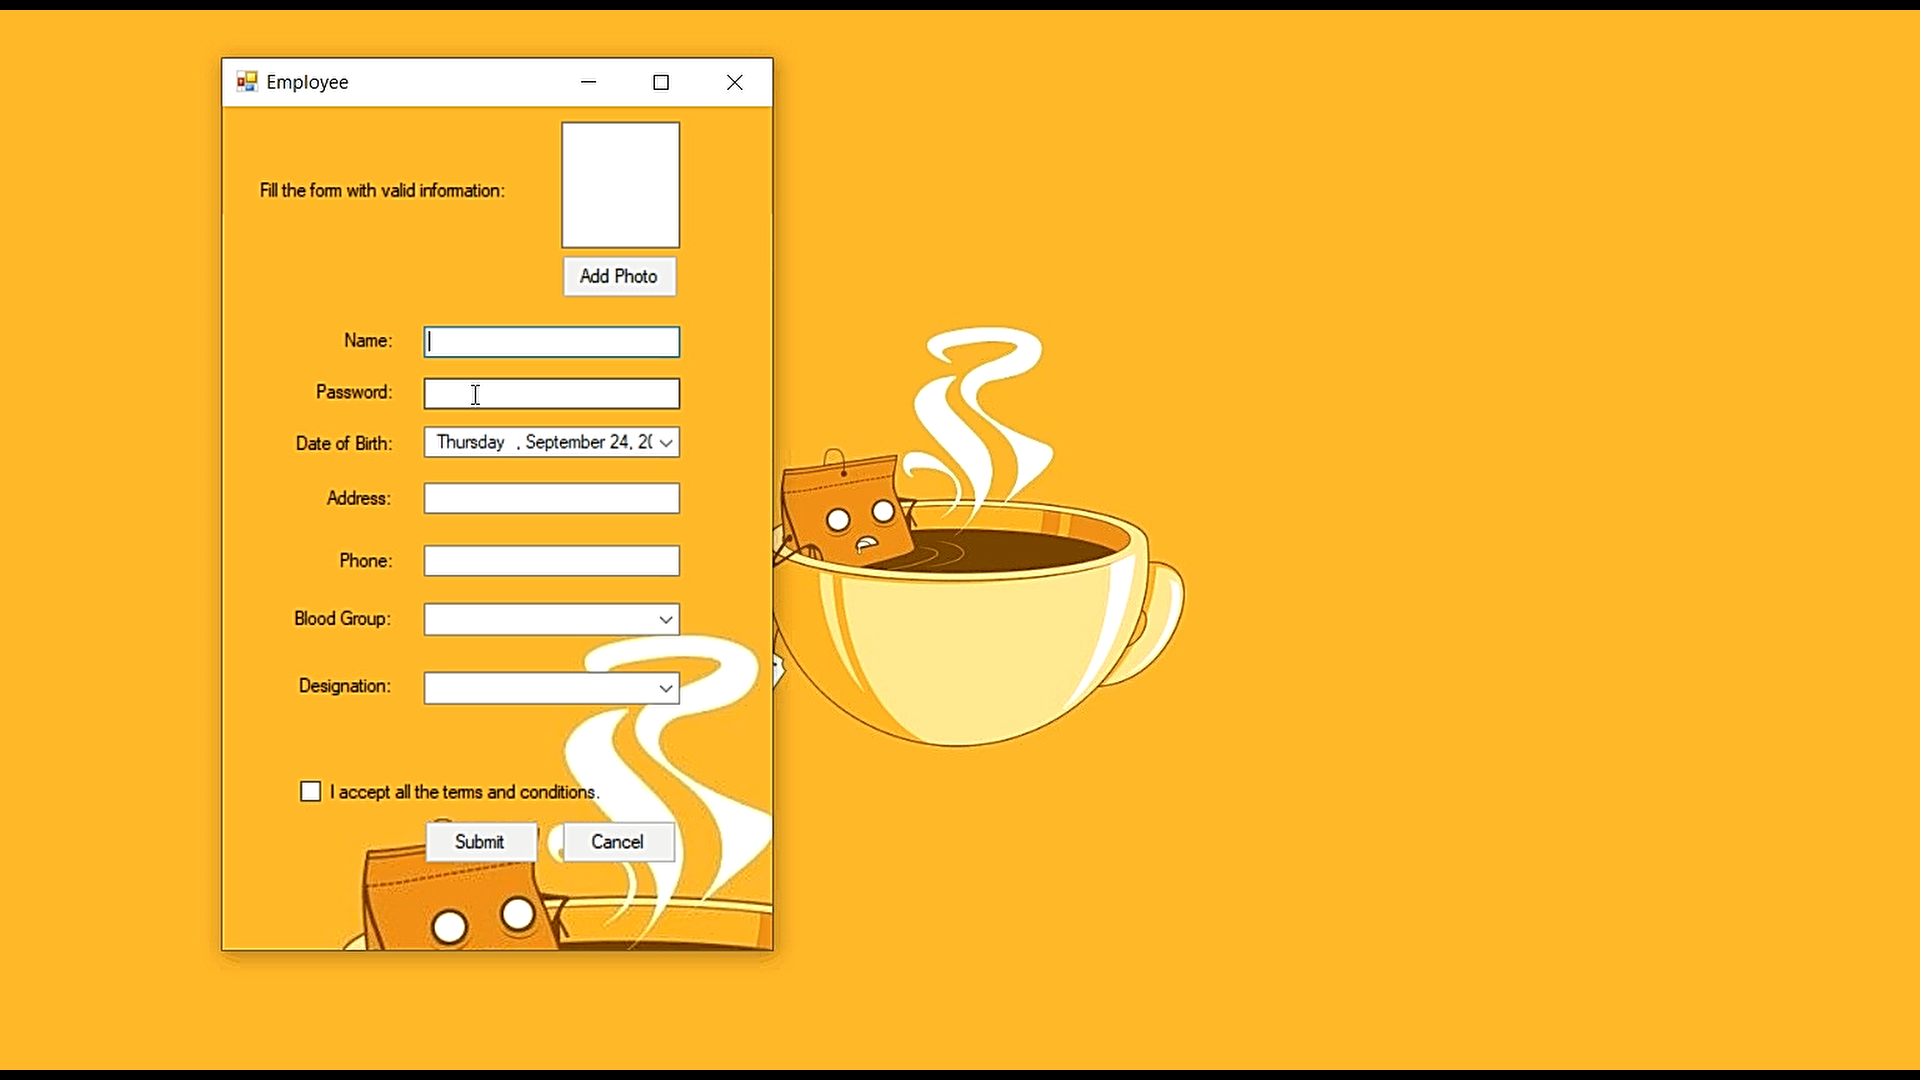 Employee
Fill the form with valid information:
Add Photo
Name:
Password:
Date of Birth: Thursday , September 24, 20
Address:
Phone:
Blood Group:
Designation:
I accept all the terms and conditions.
Submit Cancel